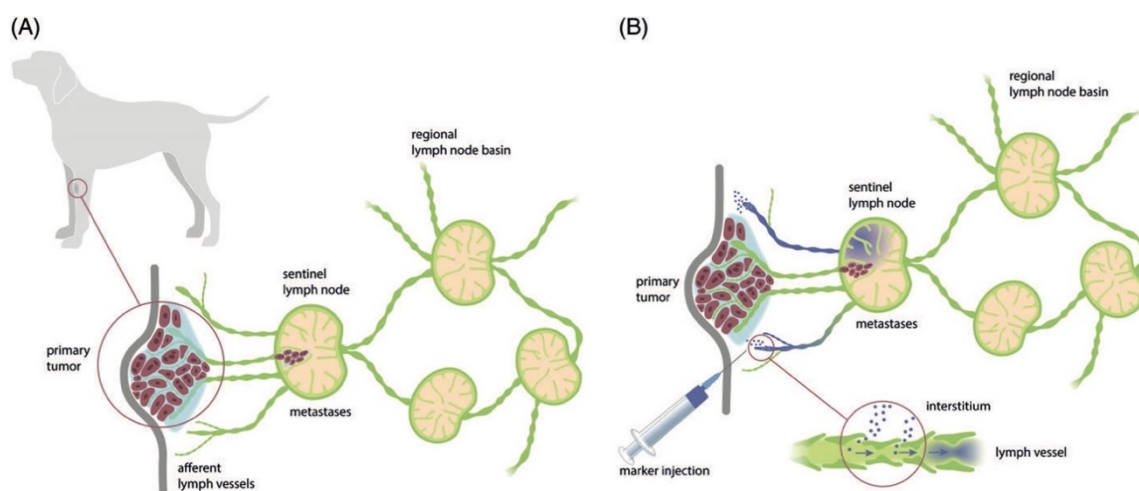 (A)
regional
lymph node basin
sentinel
lymph node
primary
tumor
metastases
afferent
lymph vessels
(B)
regional
lymph node basin
sentinel
lymph node
primary
tumor
metastases
interstitium
lymph vessel
marker injection